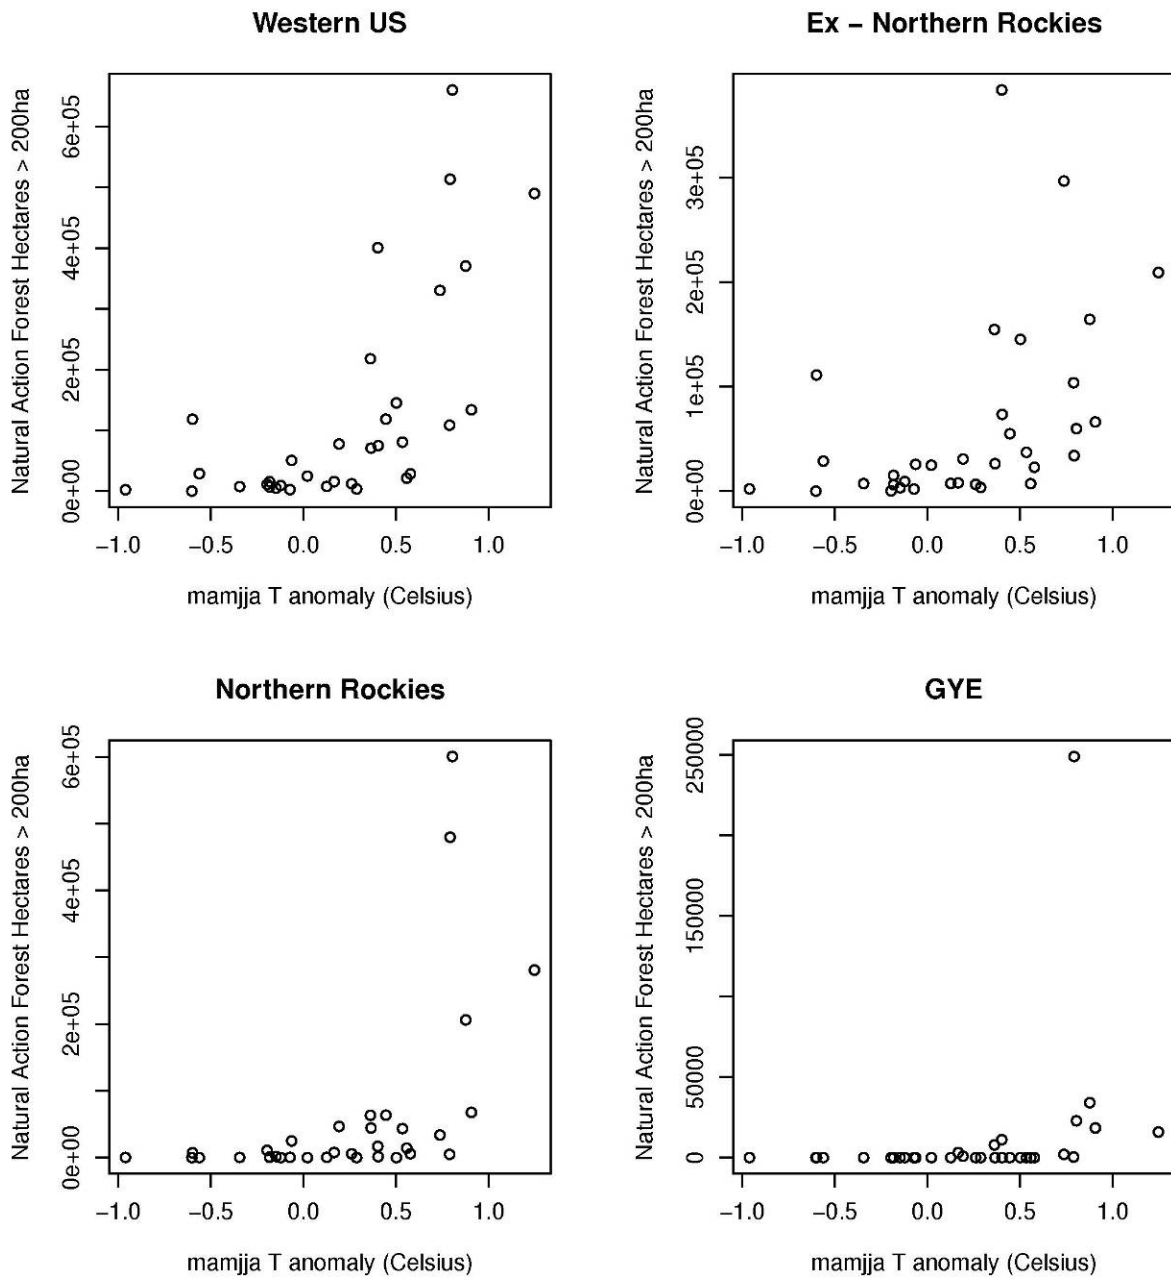 Western US
Natural Action Forest Hectares > 200ha
0e+00 2e+05 4e+05 6e+05
−1.0 −0.5 0.0 0.5 1.0
mamjja T anomaly (Celsius)
Ex − Northern Rockies
Natural Action Forest Hectares > 200ha
0e+00 1e+05 2e+05 3e+05
−1.0 −0.5 0.0 0.5 1.0
mamjja T anomaly (Celsius)
Northern Rockies
Natural Action Forest Hectares > 200ha
0e+00 2e+05 4e+05 6e+05
−1.0 −0.5 0.0 0.5 1.0
mamjja T anomaly (Celsius)
GYE
Natural Action Forest Hectares > 200ha
0 50000 150000 250000
−1.0 −0.5 0.0 0.5 1.0
mamjja T anomaly (Celsius)